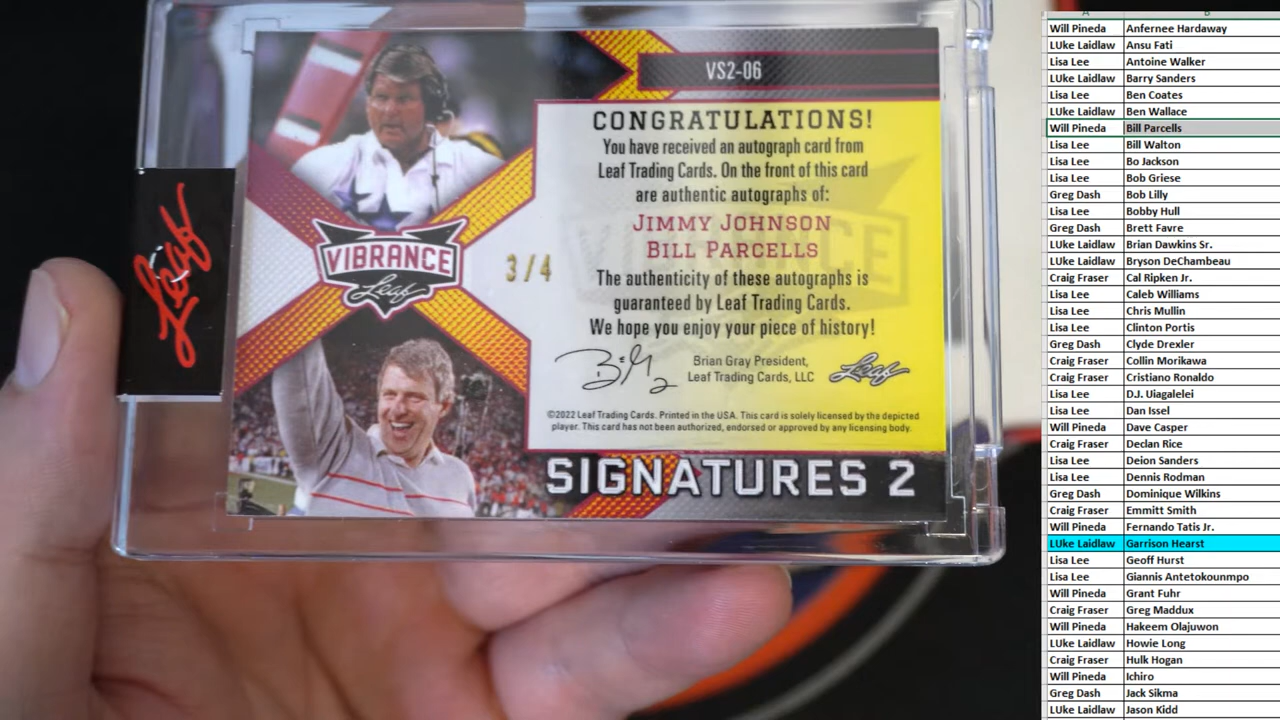 VS2-06
CONGRATULATIONS!
You have received an autograph card from
Leaf Trading Cards. On the front of this card
are authentic autographs of:
JIMMY JOHNSON
BILL PARCELLS
The authenticity of these autographs is
guaranteed by Leaf Trading Cards.
We hope you enjoy your piece of history!
Brian Gray President,
Leaf Trading Cards, LLC
Leaf
©2022 Leaf Trading Cards. Printed in the USA. This card is solely licensed by the depicted
player. This card has not been authorized, endorsed or approved by any licensing body.
SIGNATURES 2
VIBRANCE
Leaf
3/4
Leaf
A B
Will Pineda Anfernee Hardaway
LUke Laidlaw Ansu Fati
Lisa Lee Antoine Walker
LUke Laidlaw Barry Sanders
Lisa Lee Ben Coates
LUke Laidlaw Ben Wallace
Will Pineda Bill Parcells
Lisa Lee Bill Walton
Lisa Lee Bo Jackson
Lisa Lee Bob Griese
Greg Dash Bob Lilly
Lisa Lee Bobby Hull
Greg Dash Brett Favre
LUke Laidlaw Brian Dawkins Sr.
LUke Laidlaw Bryson DeChambeau
Craig Fraser Cal Ripken Jr.
Lisa Lee Caleb Williams
Lisa Lee Chris Mullin
Lisa Lee Clinton Portis
Greg Dash Clyde Drexler
Craig Fraser Collin Morikawa
Craig Fraser Cristiano Ronaldo
Lisa Lee D.J. Uiagalelei
Lisa Lee Dan Issel
Will Pineda Dave Casper
Craig Fraser Declan Rice
Lisa Lee Deion Sanders
Lisa Lee Dennis Rodman
Greg Dash Dominique Wilkins
Craig Fraser Emmitt Smith
Will Pineda Fernando Tatis Jr.
LUke Laidlaw Garrison Hearst
Lisa Lee Geoff Hurst
Lisa Lee Giannis Antetokounmpo
Will Pineda Grant Fuhr
Craig Fraser Greg Maddux
Will Pineda Hakeem Olajuwon
LUke Laidlaw Howie Long
Craig Fraser Hulk Hogan
Will Pineda Ichiro
Greg Dash Jack Sikma
LUke Laidlaw Jason Kidd